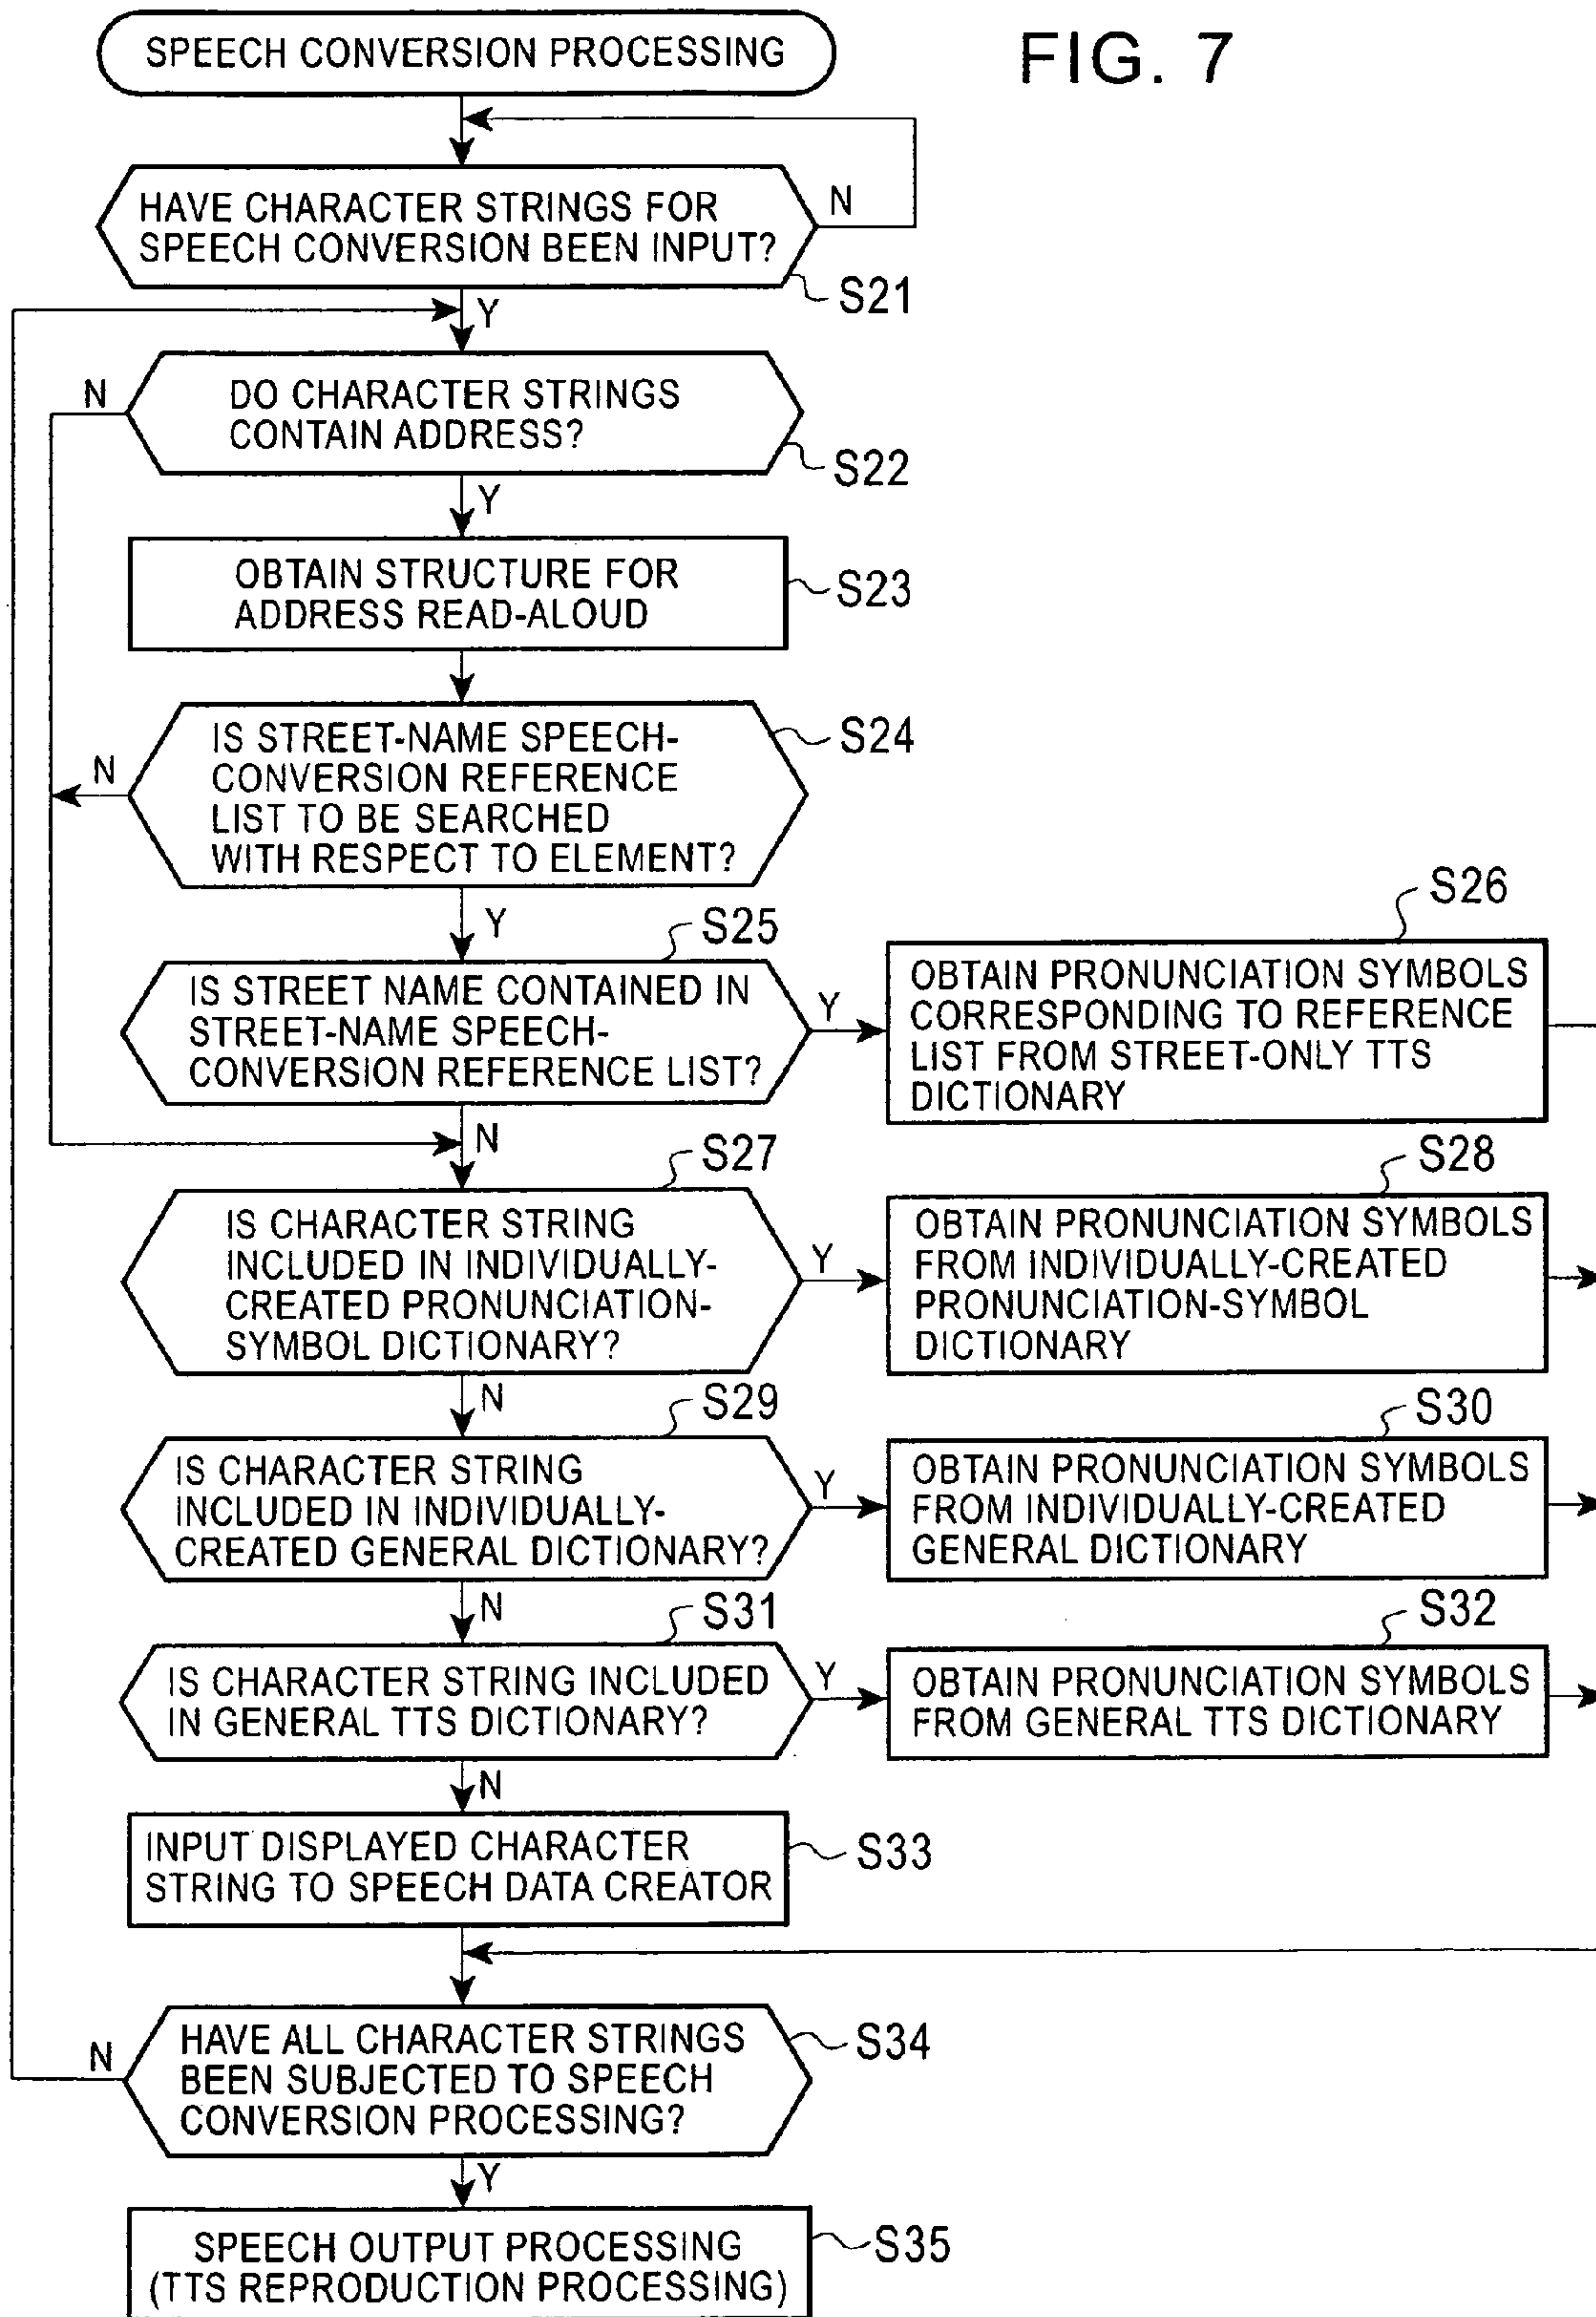 FIG. 7
SPEECH CONVERSION PROCESSING
HAVE CHARACTER STRINGS FOR
SPEECH CONVERSION BEEN INPUT?
N
S21
Y
DO CHARACTER STRINGS
CONTAIN ADDRESS?
N
S22
Y
OBTAIN STRUCTURE FOR
ADDRESS READ-ALOUD
S23
IS STREET-NAME SPEECH-
CONVERSION REFERENCE
LIST TO BE SEARCHED
WITH RESPECT TO ELEMENT?
S24
N
Y
S25
IS STREET NAME CONTAINED IN
STREET-NAME SPEECH-
CONVERSION REFERENCE LIST?
Y
S26
OBTAIN PRONUNCIATION SYMBOLS
CORRESPONDING TO REFERENCE
LIST FROM STREET-ONLY TTS
DICTIONARY
N
S27
IS CHARACTER STRING
INCLUDED IN INDIVIDUALLY-
CREATED PRONUNCIATION-
SYMBOL DICTIONARY?
Y
S28
OBTAIN PRONUNCIATION SYMBOLS
FROM INDIVIDUALLY-CREATED
PRONUNCIATION-SYMBOL
DICTIONARY
N
S29
IS CHARACTER STRING
INCLUDED IN INDIVIDUALLY-
CREATED GENERAL DICTIONARY?
Y
S30
OBTAIN PRONUNCIATION SYMBOLS
FROM INDIVIDUALLY-CREATED
GENERAL DICTIONARY
N
S31
IS CHARACTER STRING INCLUDED
IN GENERAL TTS DICTIONARY?
Y
S32
OBTAIN PRONUNCIATION SYMBOLS
FROM GENERAL TTS DICTIONARY
N
INPUT DISPLAYED CHARACTER
STRING TO SPEECH DATA CREATOR
S33
HAVE ALL CHARACTER STRINGS
BEEN SUBJECTED TO SPEECH
CONVERSION PROCESSING?
S34
N
Y
SPEECH OUTPUT PROCESSING
(TTS REPRODUCTION PROCESSING)
S35